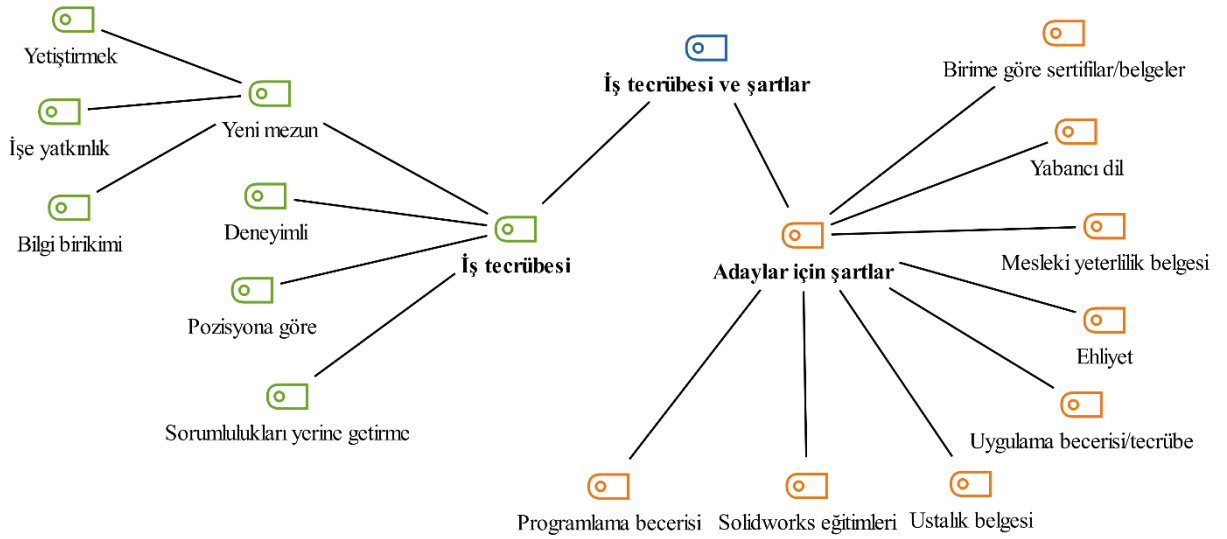 Yetiştirmek
İşe yatkınlık
Bilgi birikimi
Yeni mezun
Deneyimli
Pozisyona göre
Sorumlulukları yerine getirme
İş tecrübesi
İş tecrübesi ve şartlar
Adaylar için şartlar
Birime göre sertifilar/belgeler
Yabancı dil
Mesleki yeterlilik belgesi
Ehliyet
Uygulama becerisi/tecrübe
Ustalık belgesi
Solidworks eğitimleri
Programlama becerisi